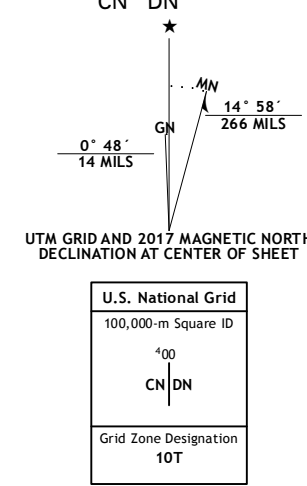 CN DN
MN
GN
14° 58´
266 MILS
0° 48´
14 MILS
UTM GRID AND 2017 MAGNETIC NORTH
DECLINATION AT CENTER OF SHEET
U.S. National Grid
100,000-m Square ID
400
CN DN
Grid Zone Designation
10T